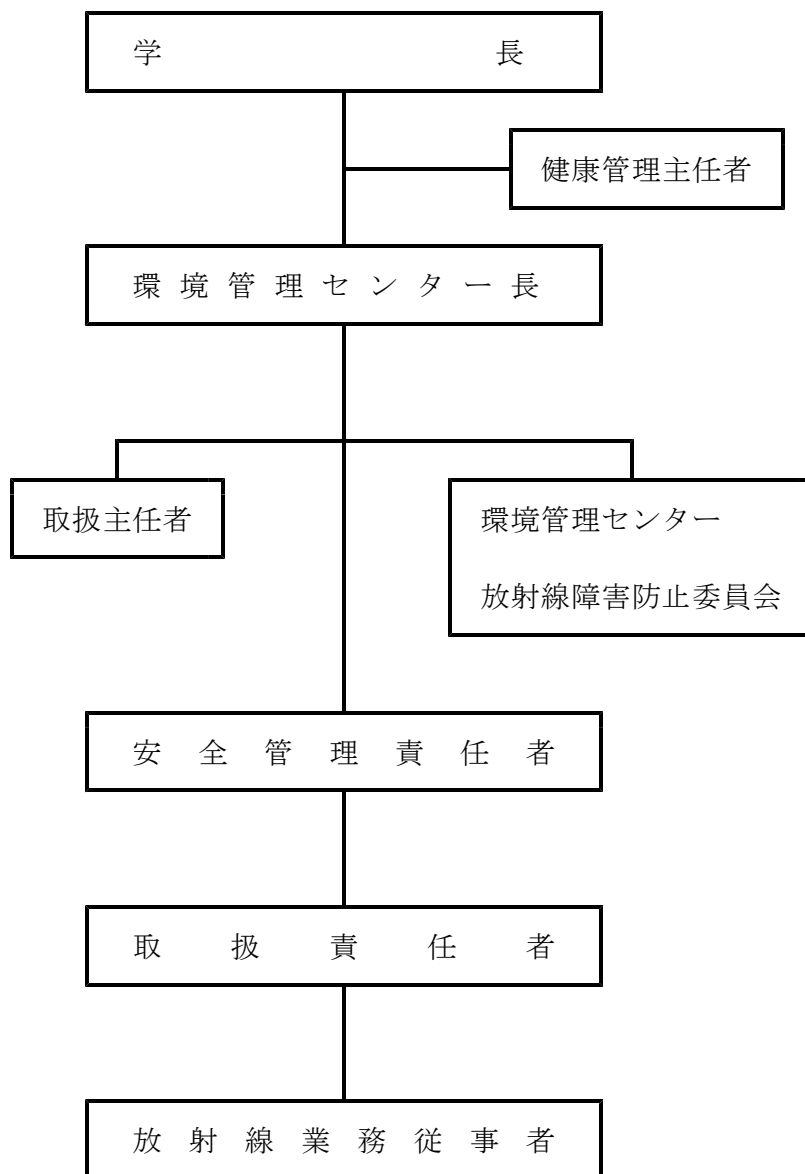 学長
健康管理主任者
環境管理センター長
取扱主任者
環境管理センター
放射線障害防止委員会
安全管理責任者
取扱責任者
放射線業務従事者